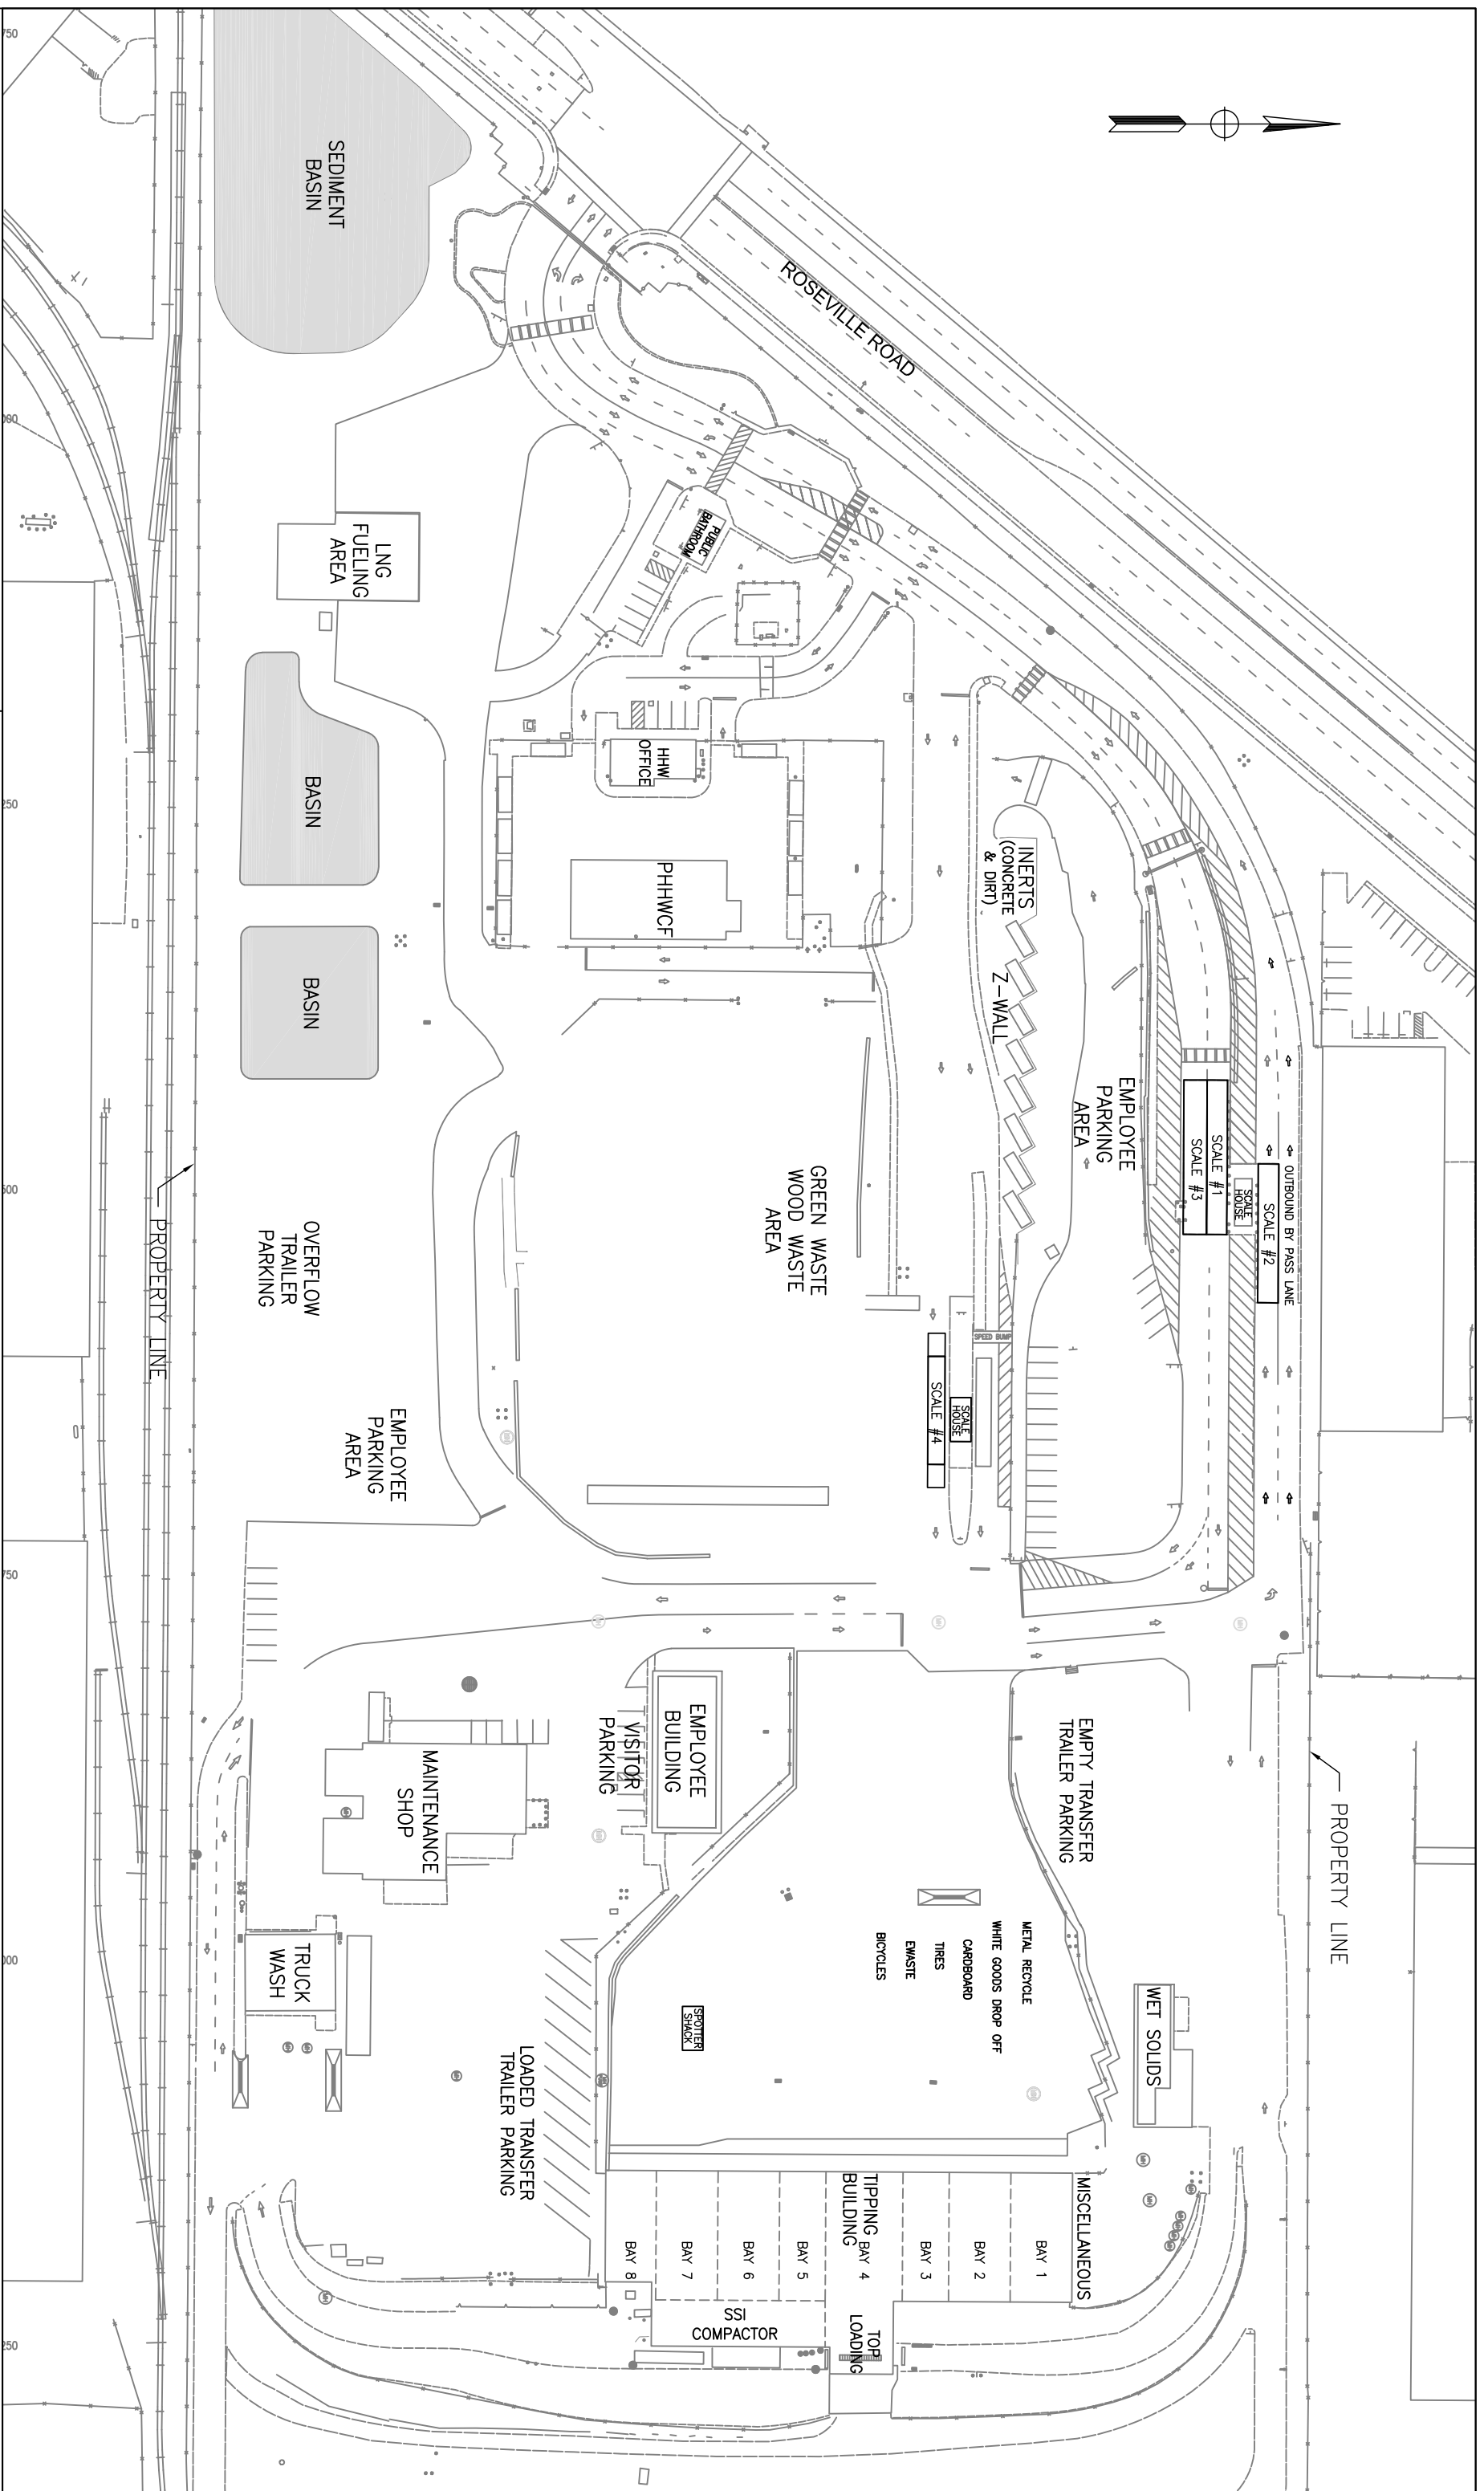 ROSEVILLE ROAD
SEDIMENT
BASIN
LNG
FUELING
AREA
PUBLIC
BATHROOM
HHW
OFFICE
PHHWCF
BASIN
BASIN
INERTS
(CONCRETE
& DIRT)
Z-WALL
EMPLOYEE
PARKING
AREA
SCALE #1
SCALE #3
SCALE
HOUSE
SCALE #2
OUTBOUND BY PASS LANE
GREEN WASTE
WOOD WASTE
AREA
SPEED BUMP
SCALE
HOUSE
SCALE #4
PROPERTY LINE
OVERFLOW
TRAILER
PARKING
EMPLOYEE
PARKING
AREA
PROPERTY LINE
EMPTY TRANSFER
TRAILER PARKING
EMPLOYEE
BUILDING
VISITOR
PARKING
MAINTENANCE
SHOP
TRUCK
WASH
METAL RECYCLE
WHITE GOODS DROP OFF
CARDBOARD
TIRES
EWASTE
BICYCLES
SPOTTER
SHACK
WET SOLIDS
LOADED TRANSFER
TRAILER PARKING
MISCELLANEOUS
TIPPING
BUILDING
BAY 1
BAY 2
BAY 3
BAY 4
BAY 5
BAY 6
BAY 7
BAY 8
SSI
COMPACTOR
TOP
LOADING
750
250
750
250